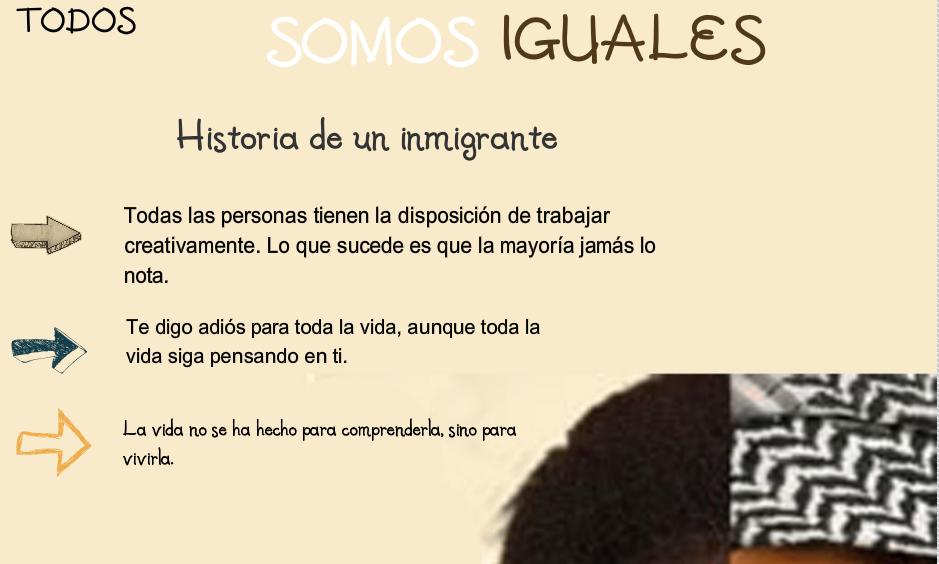 TODOS
SOMOS IGUALES
Historia de un inmigrante
Todas las personas tienen la disposición de trabajar
creativamente. Lo que sucede es que la mayoría jamás lo
nota.
Te digo adiós para toda la vida, aunque toda la
vida siga pensando en ti.
La vida no se ha hecho para comprenderla, sino para
vivirla.